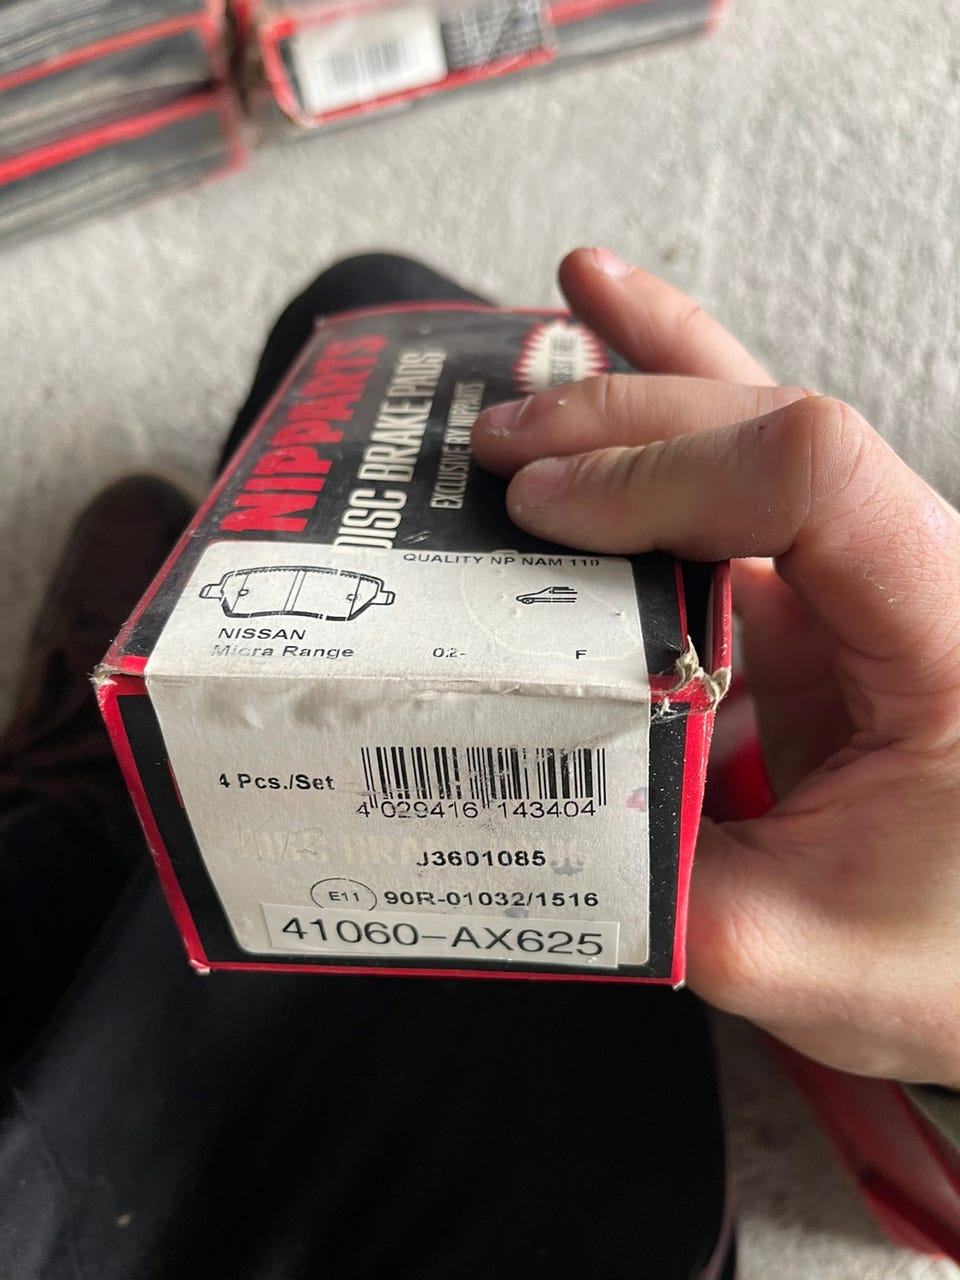 NIPPARTS
DISC BRAKE PADS
EXCLUSIVE BY NIPPARTS
QUALITY NP NAM 110
NISSAN
Micra Range 02- F
4 Pcs./Set
4 029416 143404
J3601085
E11 90R-01032/1516
41060-AX625